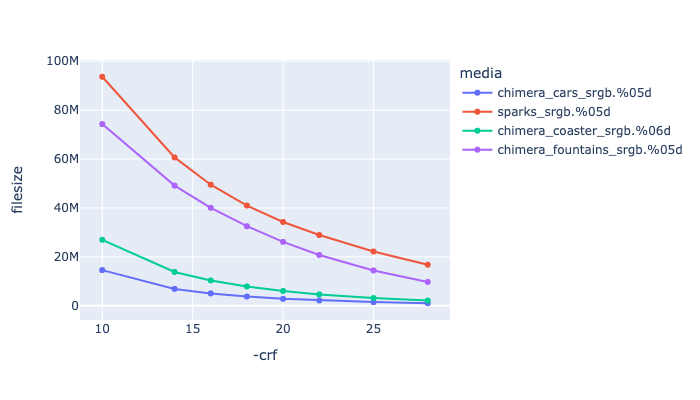 100M
80M
60M
40M
20M
0
filesize
10
15
20
25
-crf
media
chimera_cars_srgb.%05d
sparks_srgb.%05d
chimera_coaster_srgb.%06d
chimera_fountains_srgb.%05d